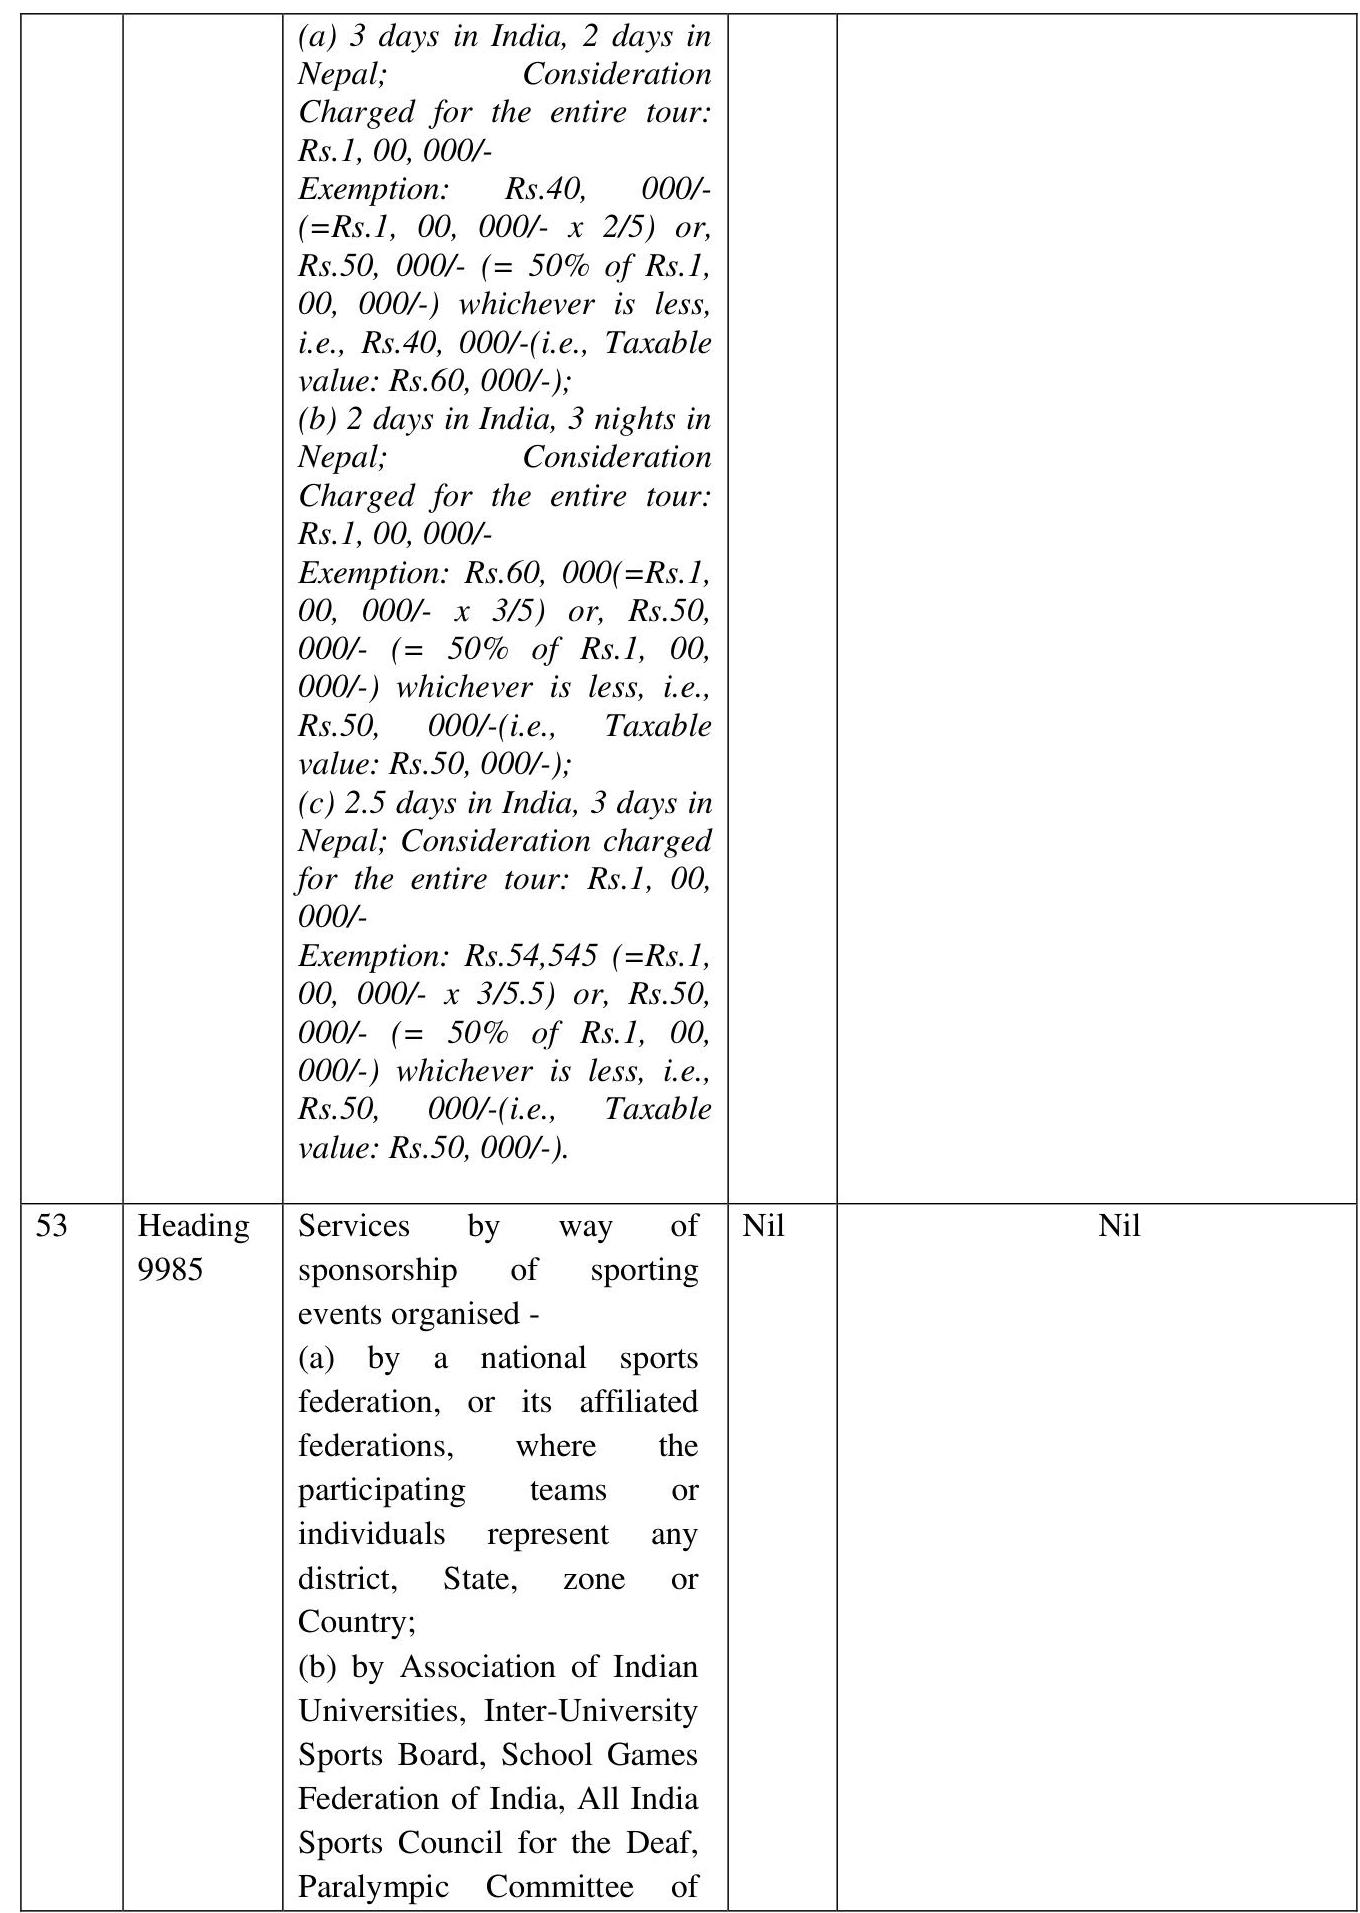 (a) 3 days in India, 2 days in
Nepal; Consideration
Charged for the entire tour:
Rs.1, 00, 000/-
Exemption: Rs.40, 000/-
(=Rs.1, 00, 000/- x 2/5) or,
Rs.50, 000/- (= 50% of Rs.1,
00, 000/-) whichever is less,
i.e., Rs.40, 000/-(i.e., Taxable
value: Rs.60, 000/-);
(b) 2 days in India, 3 nights in
Nepal; Consideration
Charged for the entire tour:
Rs.1, 00, 000/-
Exemption: Rs.60, 000(=Rs.1,
00, 000/- x 3/5) or, Rs.50,
000/- (= 50% of Rs.1, 00,
000/-) whichever is less, i.e.,
Rs.50, 000/-(i.e., Taxable
value: Rs.50, 000/-);
(c) 2.5 days in India, 3 days in
Nepal; Consideration charged
for the entire tour: Rs.1, 00,
000/-
Exemption: Rs.54,545 (=Rs.1,
00, 000/- x 3/5.5) or, Rs.50,
000/- (= 50% of Rs.1, 00,
000/-) whichever is less, i.e.,
Rs.50, 000/-(i.e., Taxable
value: Rs.50, 000/-).
53 Heading Services by way of Nil Nil
9985 sponsorship of sporting
events organised -
(a) by a national sports
federation, or its affiliated
federations, where the
participating teams or
individuals represent any
district, State, zone or
Country;
(b) by Association of Indian
Universities, Inter-University
Sports Board, School Games
Federation of India, All India
Sports Council for the Deaf,
Paralympic Committee of